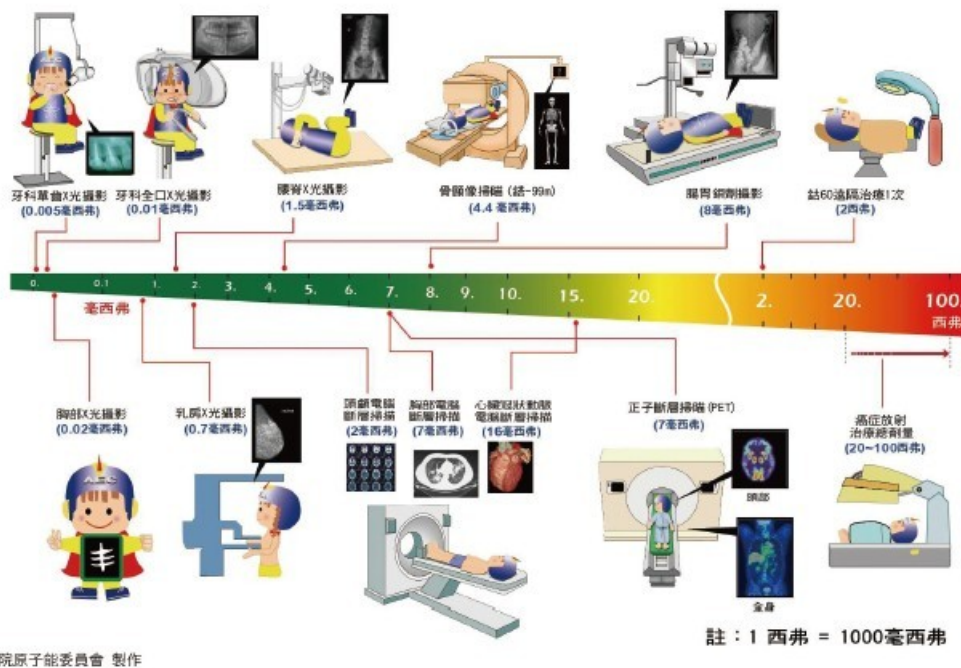 牙科單齒X光攝影
(0.005毫西弗)
牙科全口X光攝影
(0.01毫西弗)
腰脊X光攝影
(1.5毫西弗)
骨骼像掃瞄 (鎝-99m)
(4.4 毫西弗)
腸胃鋇劑攝影
(8毫西弗)
鈷60遠隔治療1次
(2西弗)
0. 0.1 1. 2. 3. 4. 5. 6. 7. 8. 9. 10. 15. 20. 2. 20. 100.
毫西弗
西弗
胸部X光攝影
(0.02毫西弗)
乳房X光攝影
(0.7毫西弗)
頭顱電腦
斷層掃描
(2毫西弗)
胸部電腦
斷層掃描
(7毫西弗)
心臟冠狀動脈
電腦斷層掃描
(16毫西弗)
正子斷層掃瞄(PET)
(7毫西弗)
癌症放射
治療總劑量
(20~100西弗)
AEC
頭部
全身
註：1 西弗 = 1000毫西弗
院原子能委員會 製作